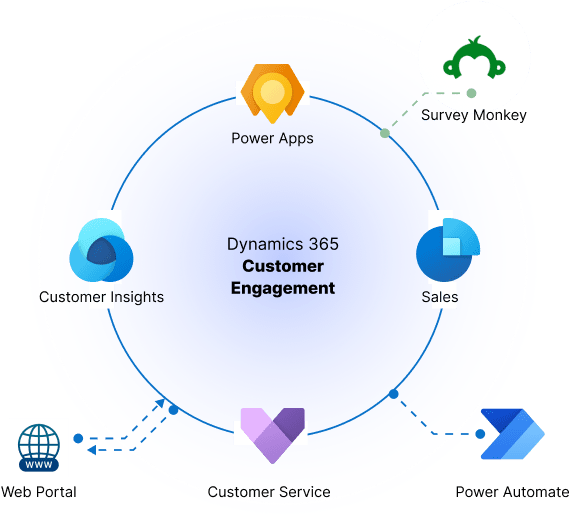 Survey Monkey
Power Apps
Dynamics 365
Customer
Engagement
Customer Insights
Sales
WWW
Web Portal
Customer Service
Power Automate